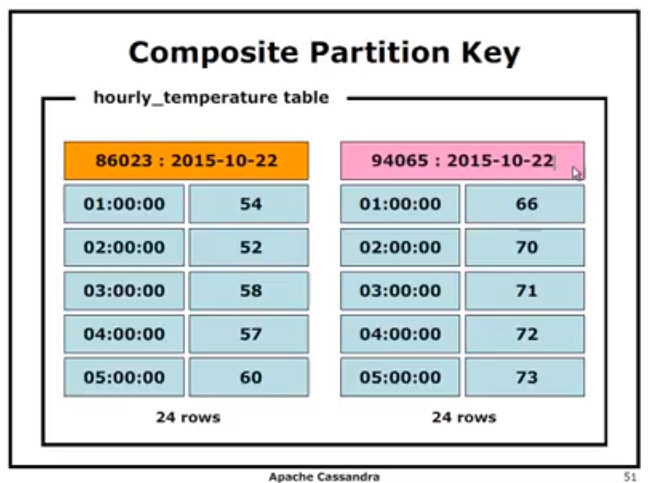 Composite Partition Key
hourly_temperature table
86023 : 2015-10-22
01:00:00 54
02:00:00 52
03:00:00 58
04:00:00 57
05:00:00 60
24 rows
94065 : 2015-10-22
01:00:00 66
02:00:00 70
03:00:00 71
04:00:00 72
05:00:00 73
24 rows
Apache Cassandra
51